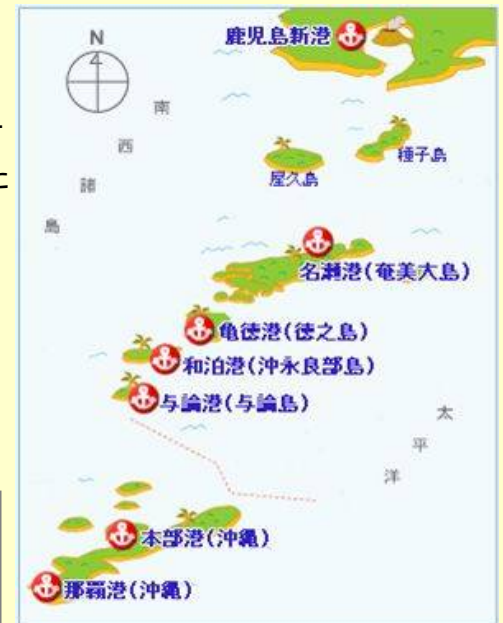 N
鹿児島新港
南西諸島
種子島
屋久島
名瀬港(奄美大島)
亀徳港(徳之島)
和泊港(沖永良部島)
与論港(与論島)
太平洋
本部港(沖縄)
那覇港(沖縄)